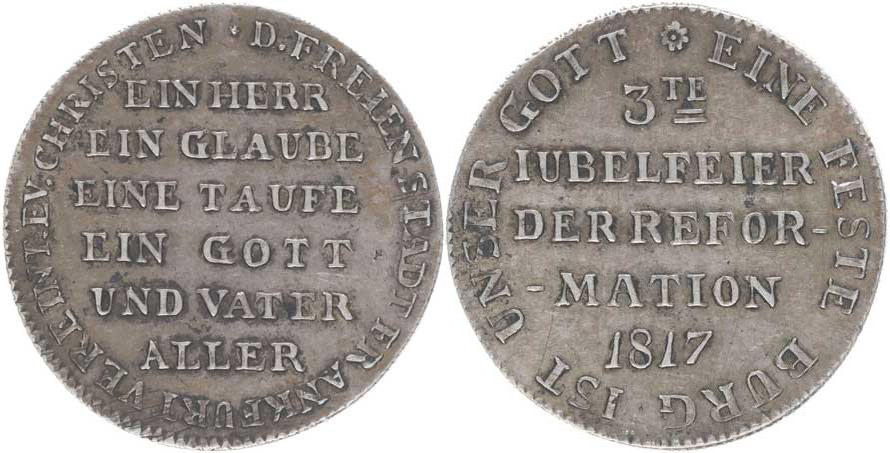 D. FREIEN STADT FRANKFURT VEREINT. EV. CHRISTEN
EIN HERR
EIN GLAUBE
EINE TAUFE
EIN GOTT
UND VATER
ALLER
EINE FESTE BURG IST UNSER GOTT
3TE
IUBELFEIER
DER REFOR-
-MATION
1817